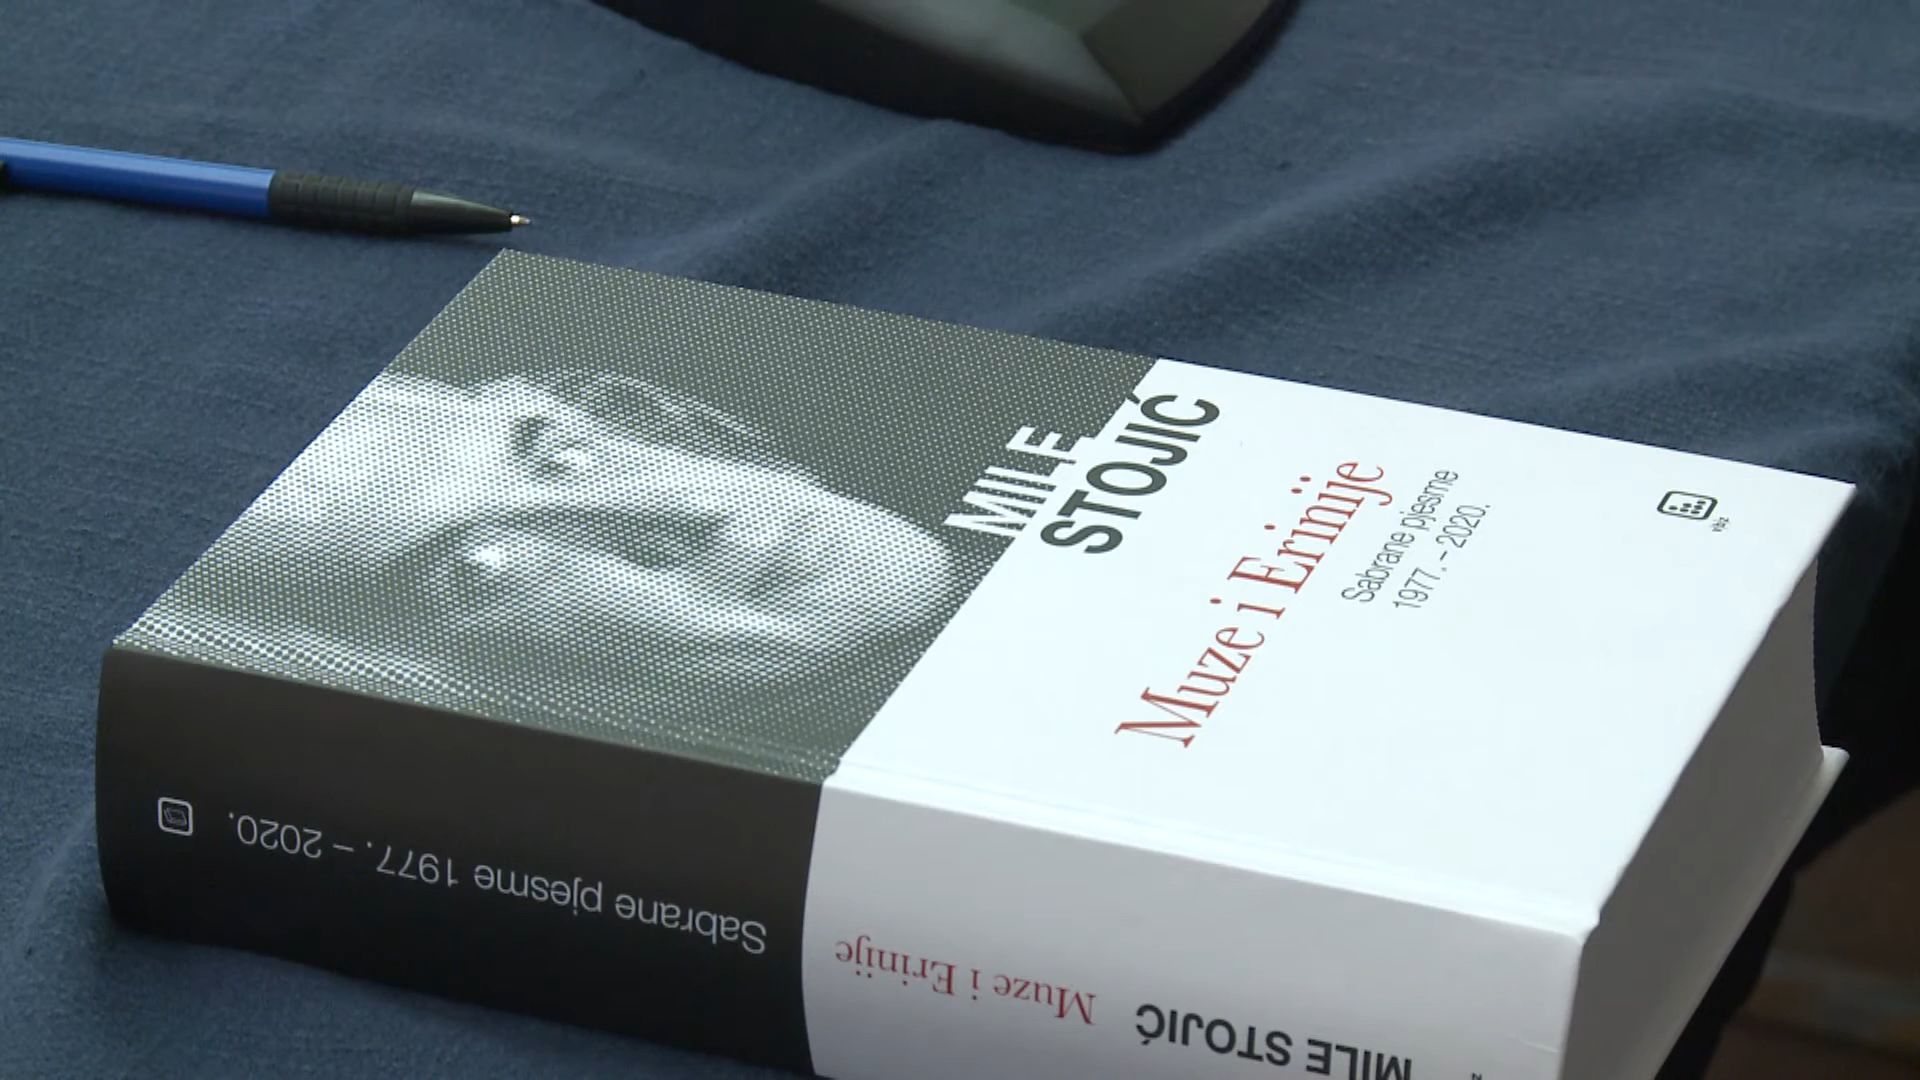 MILE
STOJIĆ
Muze i Erinije
Sabrane pjesme
1977. – 2020.
MILE STOJIĆ
Muze i Erinije
Sabrane pjesme 1977. – 2020.